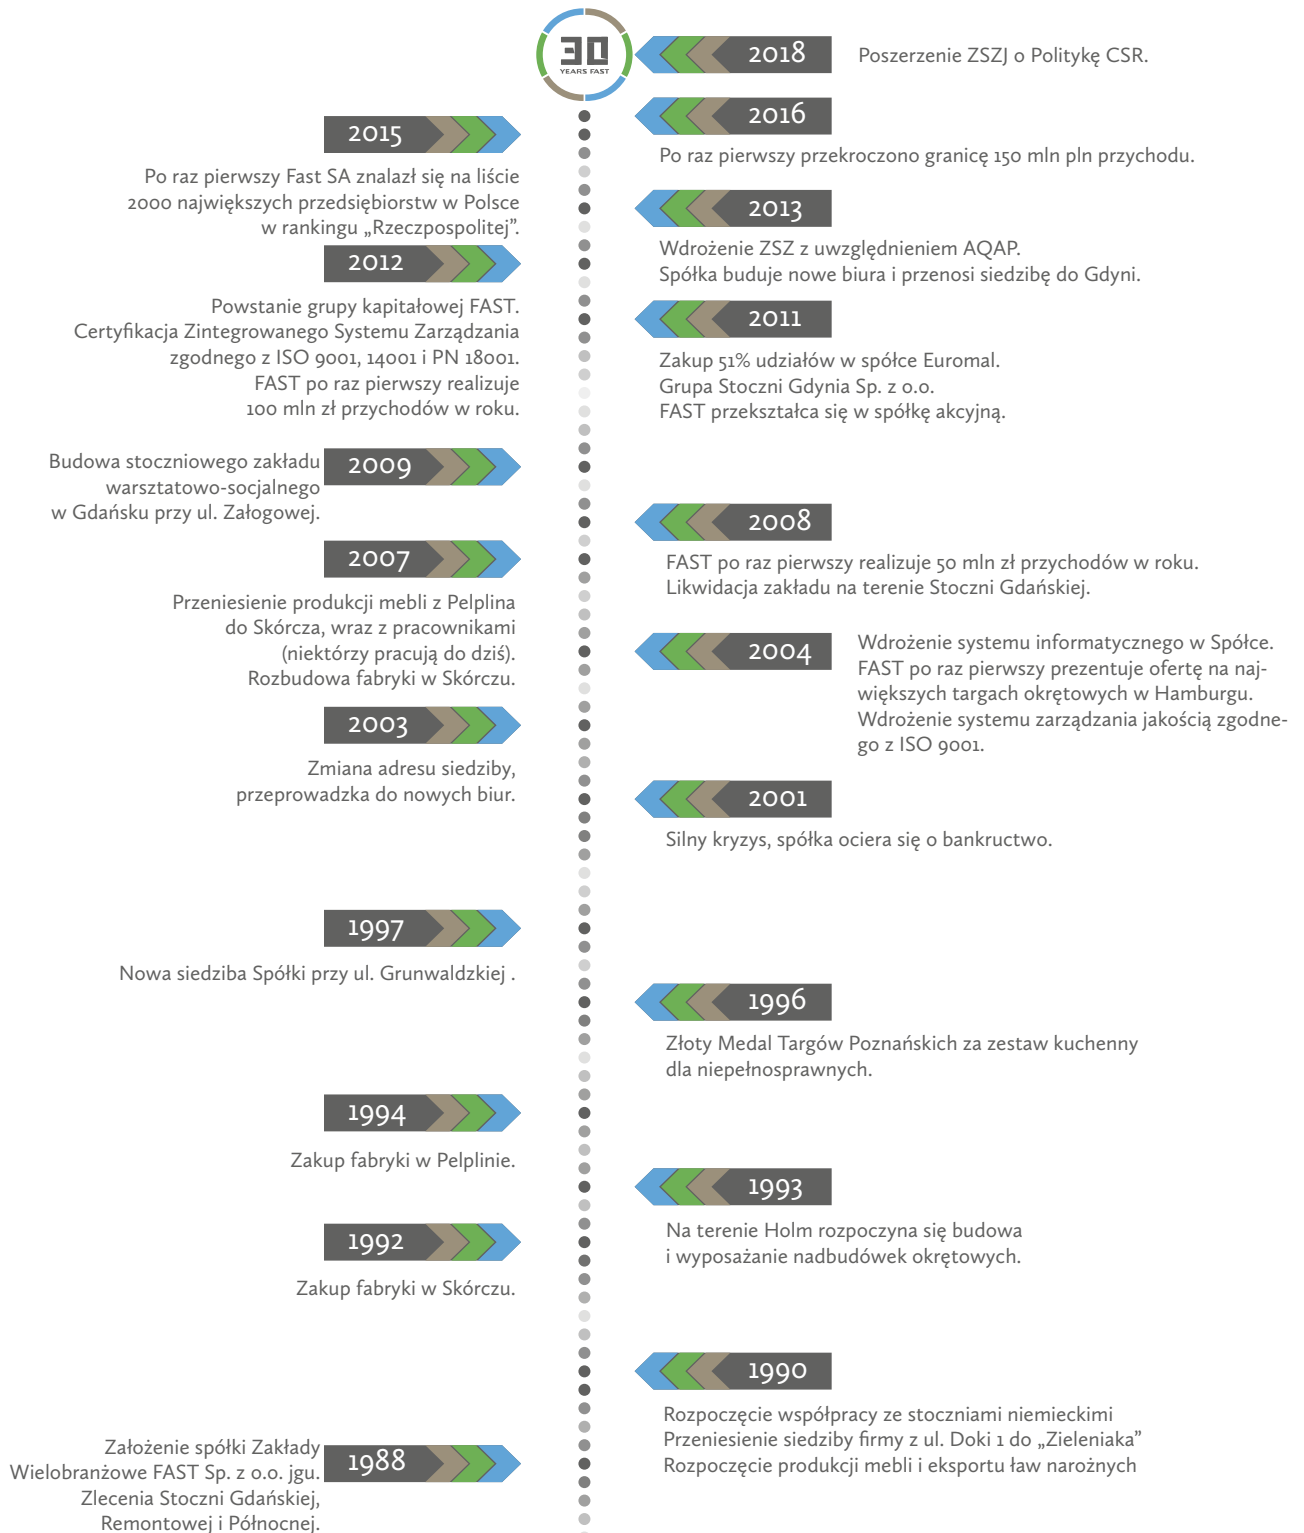 30
YEARS FAST
2018
Poszerzenie ZSZJ o Politykę CSR.
2016
Po raz pierwszy przekroczono granicę 150 mln pln przychodu.
2015
Po raz pierwszy Fast SA znalazł się na liście
2000 największych przedsiębiorstw w Polsce
w rankingu „Rzeczpospolitej”.
2013
Wdrożenie ZSZ z uwzględnieniem AQAP.
Spółka buduje nowe biura i przenosi siedzibę do Gdyni.
2012
Powstanie grupy kapitałowej FAST.
Certyfikacja Zintegrowanego Systemu Zarządzania
zgodnego z ISO 9001, 14001 i PN 18001.
FAST po raz pierwszy realizuje
100 mln zł przychodów w roku.
2011
Zakup 51% udziałów w spółce Euromal.
Grupa Stoczni Gdynia Sp. z o.o.
FAST przekształca się w spółkę akcyjną.
2009
Budowa stoczniowego zakładu
warsztatowo-socjalnego
w Gdańsku przy ul. Załogowej.
2008
FAST po raz pierwszy realizuje 50 mln zł przychodów w roku.
Likwidacja zakładu na terenie Stoczni Gdańskiej.
2007
Przeniesienie produkcji mebli z Pelplina
do Skórcza, wraz z pracownikami
(niektórzy pracują do dziś).
Rozbudowa fabryki w Skórczu.
2004
Wdrożenie systemu informatycznego w Spółce.
FAST po raz pierwszy prezentuje ofertę na naj-
większych targach okrętowych w Hamburgu.
Wdrożenie systemu zarządzania jakością zgodne-
go z ISO 9001.
2003
Zmiana adresu siedziby,
przeprowadzka do nowych biur.
2001
Silny kryzys, spółka ociera się o bankructwo.
1997
Nowa siedziba Spółki przy ul. Grunwaldzkiej .
1996
Złoty Medal Targów Poznańskich za zestaw kuchenny
dla niepełnosprawnych.
1994
Zakup fabryki w Pelplinie.
1993
Na terenie Holm rozpoczyna się budowa
i wyposażanie nadbudówek okrętowych.
1992
Zakup fabryki w Skórczu.
1990
Rozpoczęcie współpracy ze stoczniami niemieckimi
Przeniesienie siedziby firmy z ul. Doki 1 do „Zieleniaka”
Rozpoczęcie produkcji mebli i eksportu ław narożnych
1988
Założenie spółki Zakłady
Wielobranżowe FAST Sp. z o.o. jgu.
Zlecenia Stoczni Gdańskiej,
Remontowej i Północnej.